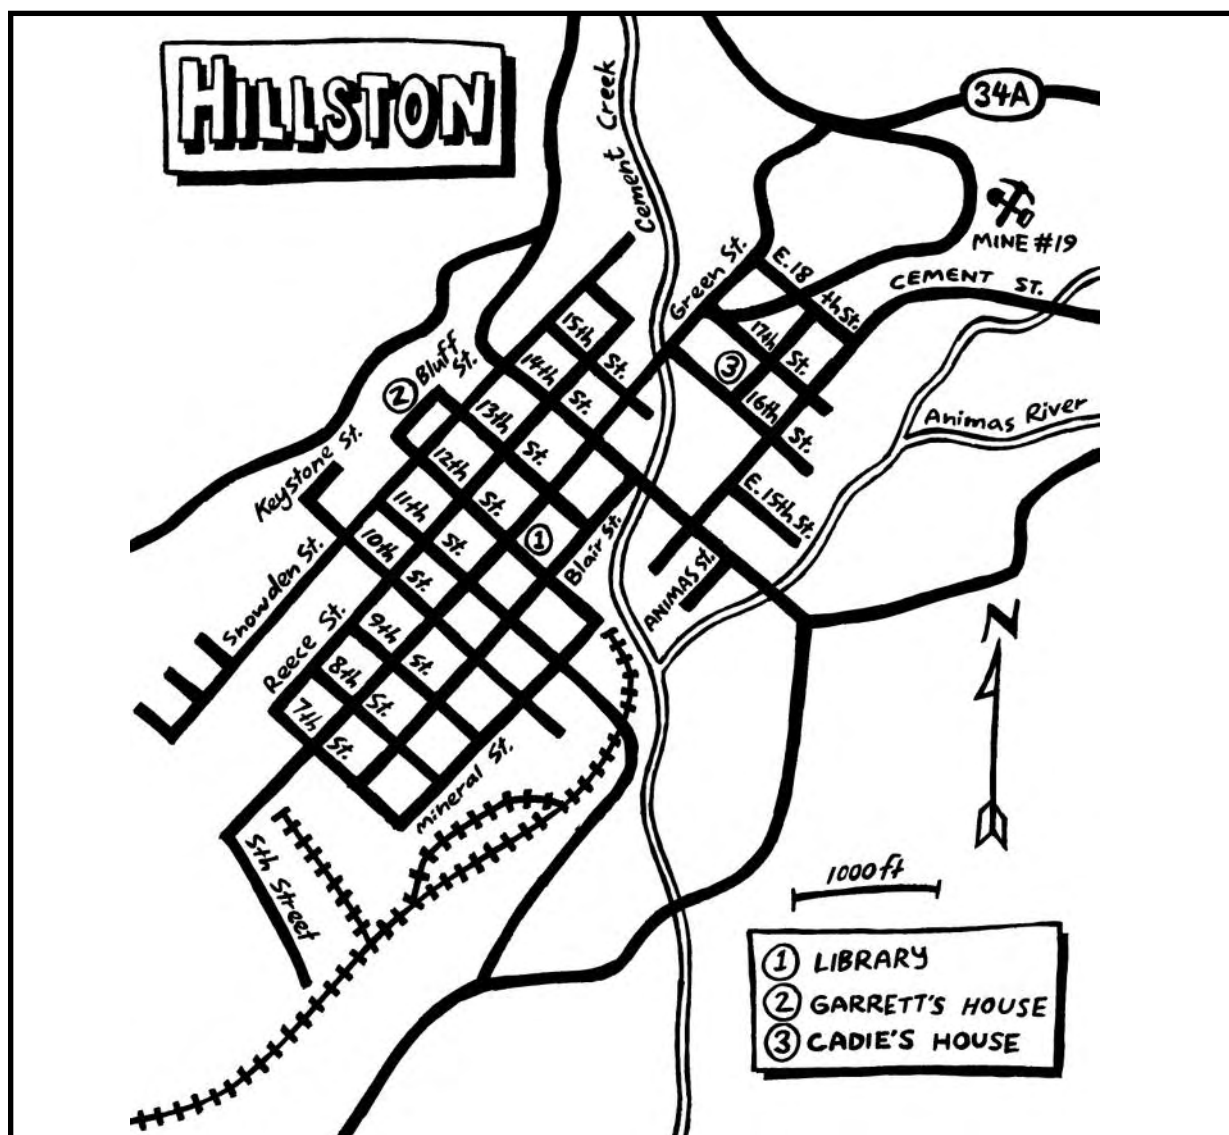 HILLSTON
Cement Creek
34A
MINE #19
Green St.
E. 18th St.
CEMENT ST.
15th St.
17th St.
3
14th St.
16th St.
2
Bluff St.
13th St.
Animas River
Keystone St.
12th St.
11th St.
E. 15th St.
1
10th St.
Blair St.
Snowden St.
ANIMAS St.
Reece St.
9th St.
8th St.
7th St.
Mineral St.
N
5th Street
1000 ft
1 LIBRARY
2 GARRETT'S HOUSE
3 CADIE'S HOUSE